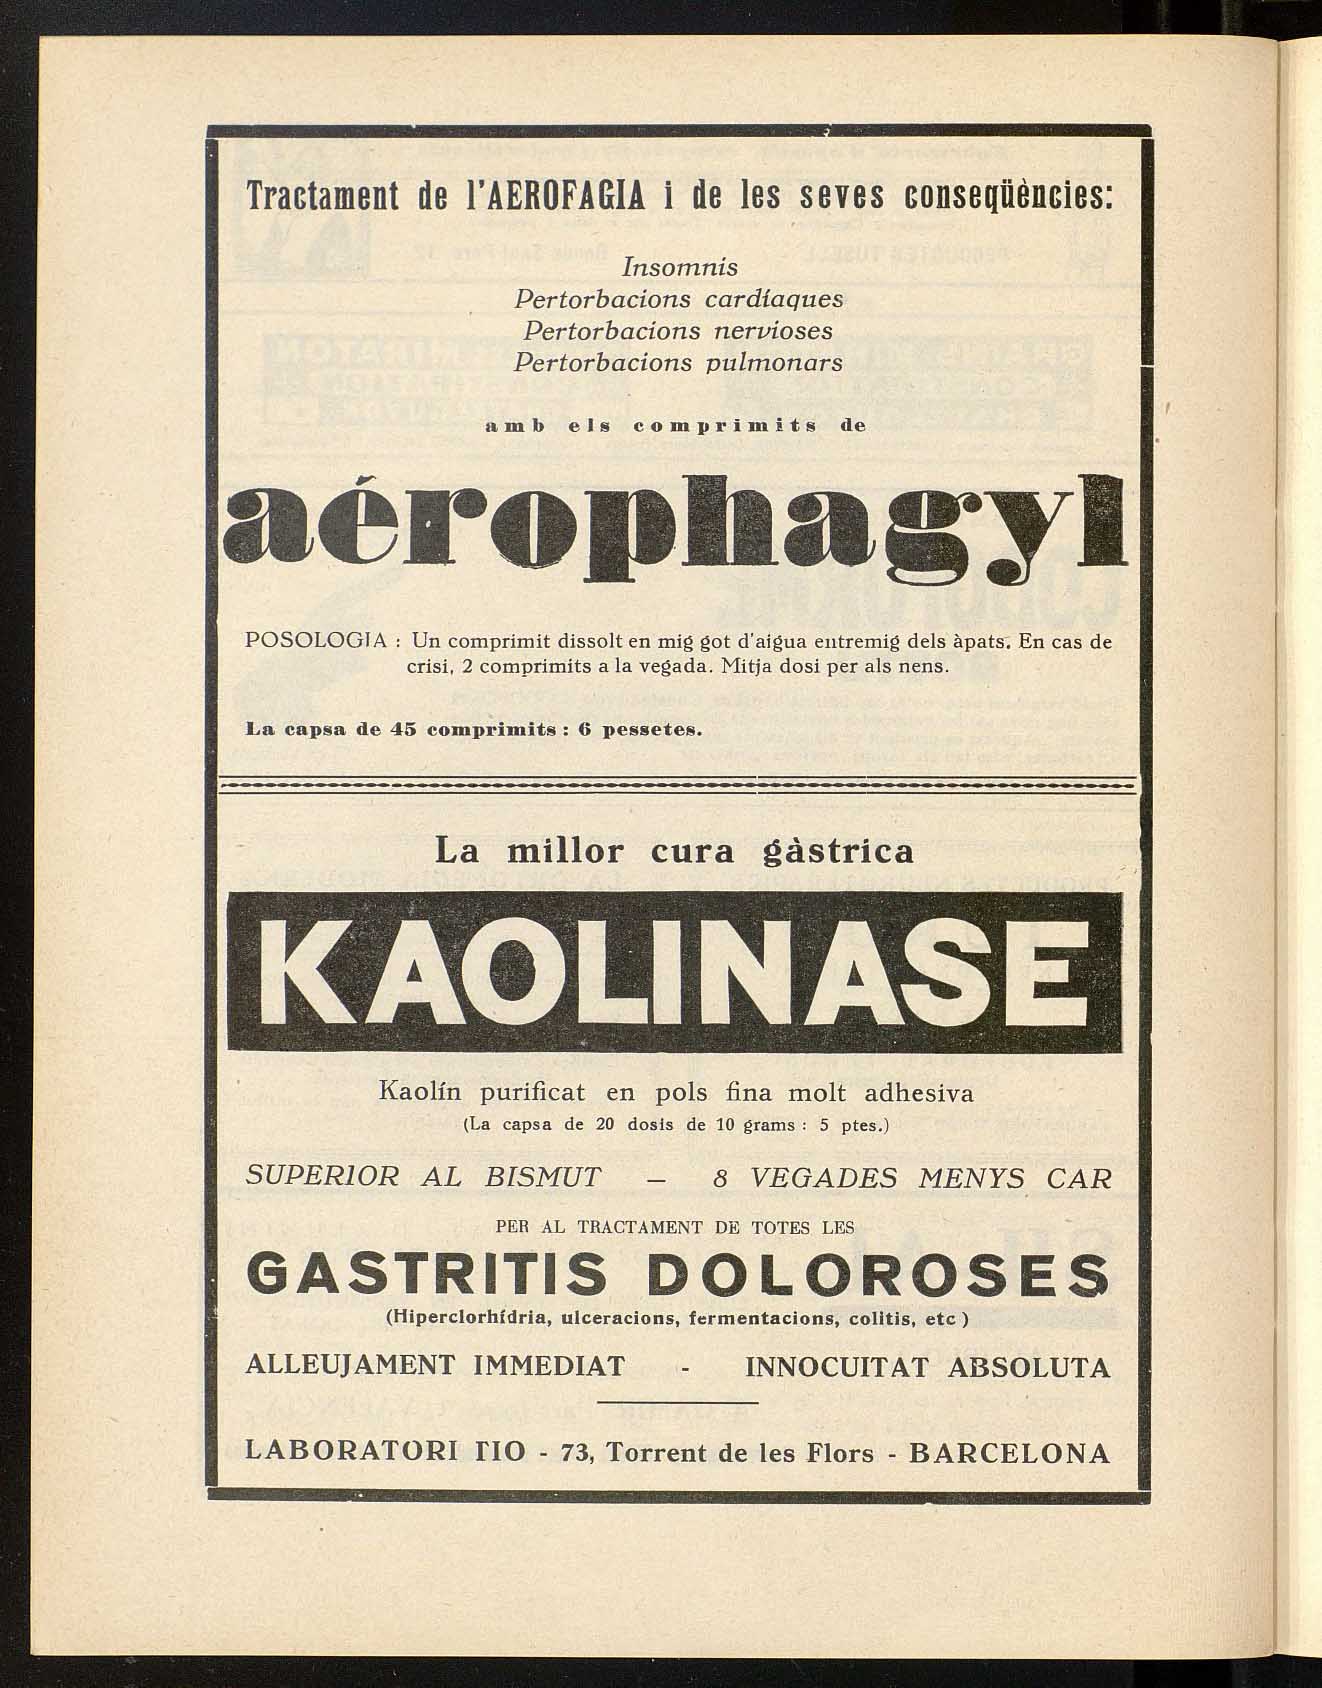 Tractament de l'AEROFAGIA i de les seves conseqüències:
Insomnis
Pertorbacions cardíaques
Pertorbacions nervioses
Pertorbacions pulmonars
amb els comprimits de
aérophagyl
POSOLOGIA : Un comprimit dissolt en mig got d'aigua entremig dels àpats. En cas de
crisi, 2 comprimits a la vegada. Mitja dosi per als nens.
La capsa de 45 comprimits : 6 pessetes.
La millor cura gàstrica
KAOLINASE
Kaolín purificat en pols fina molt adhesiva
(La capsa de 20 dosis de 10 grams : 5 ptes.)
SUPERIOR AL BISMUT — 8 VEGADES MENYS CAR
PER AL TRACTAMENT DE TOTES LES
GASTRITIS DOLOROSES
(Hiperclorhídria, ulceracions, fermentacions, colitis, etc )
ALLEUJAMENT IMMEDIAT - INNOCUITAT ABSOLUTA
LABORATORI - 73, Torrent de les Flors - BARCELONA